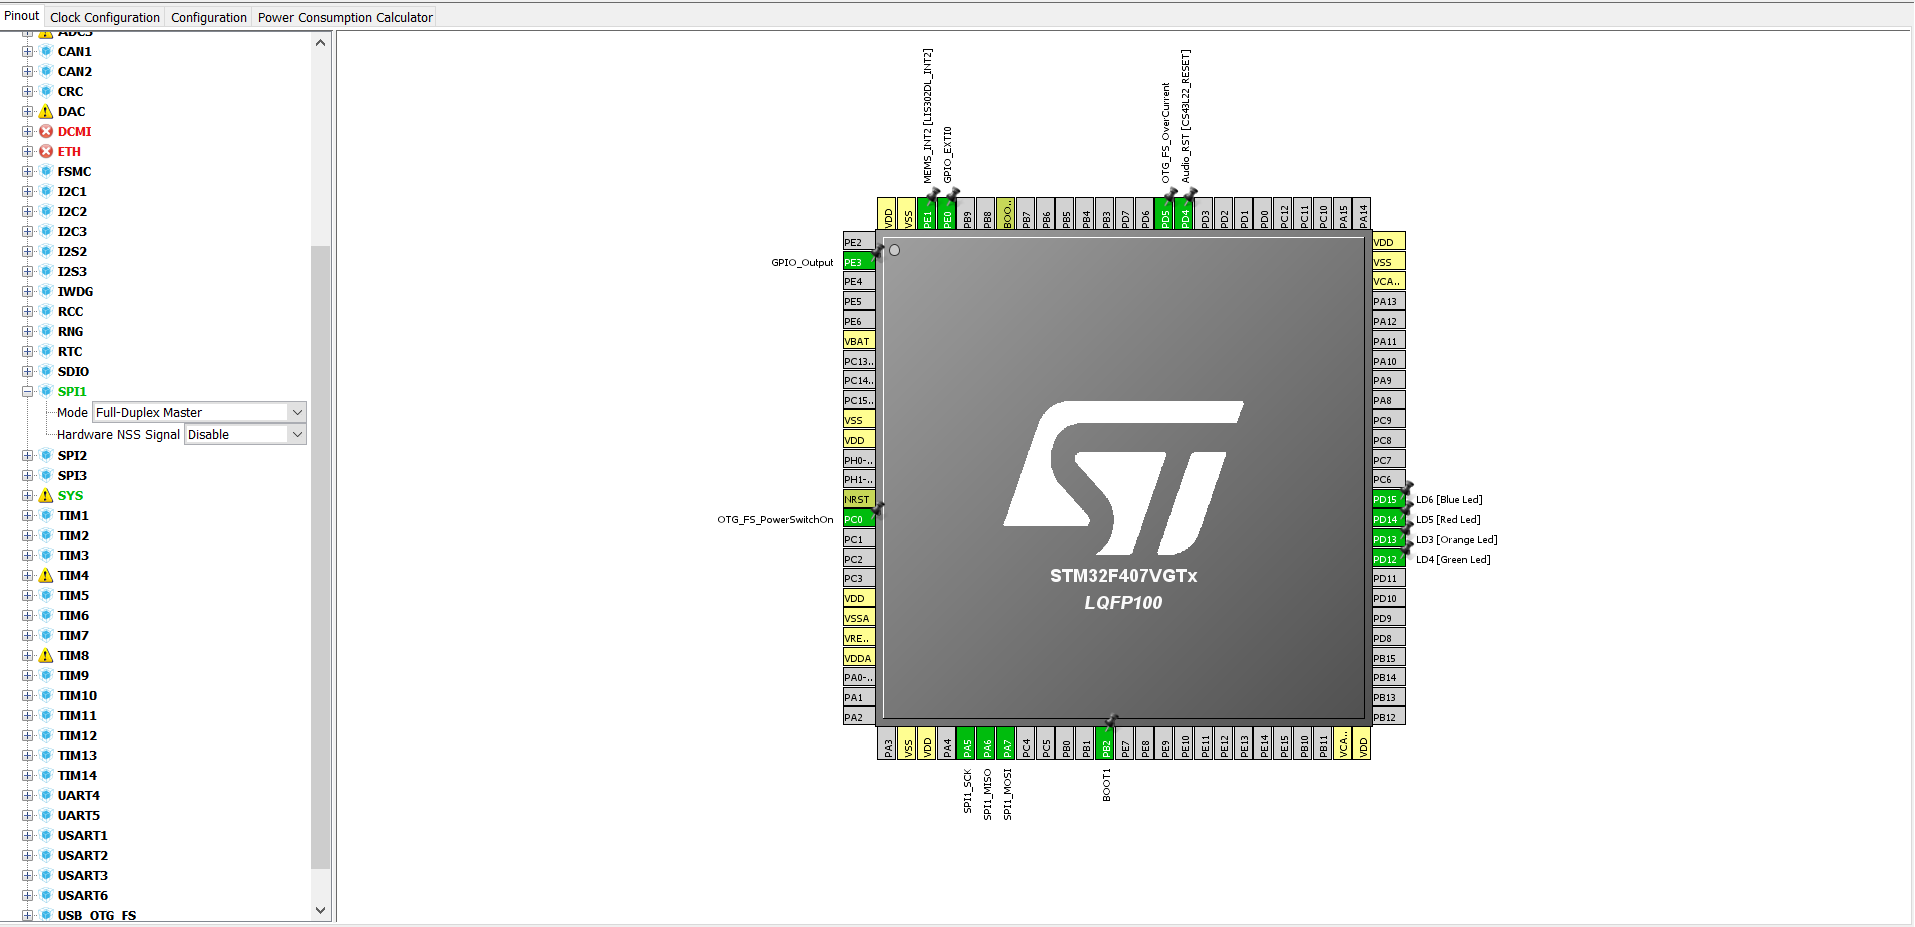 Pinout Clock Configuration Configuration Power Consumption Calculator
ADC3
CAN1
CAN2
CRC
DAC
DCMI
ETH
FSMC
I2C1
I2C2
I2C3
I2S2
I2S3
IWDG
RCC
RNG
RTC
SDIO
SPI1
Mode Full-Duplex Master
Hardware NSS Signal Disable
SPI2
SPI3
SYS
TIM1
TIM2
TIM3
TIM4
TIM5
TIM6
TIM7
TIM8
TIM9
TIM10
TIM11
TIM12
TIM13
TIM14
UART4
UART5
USART1
USART2
USART3
USART6
USB_OTG_FS
MEMS_INT2 [LIS302DL_INT2]
GPIO_EXTI0
OTG_FS_OverCurrent
Audio_RST [CS43L22_RESET]
VDD
VSS
PE1
PE0
PB9
PB8
BOO..
PB7
PB6
PB5
PB4
PB3
PD7
PD6
PD5
PD4
PD3
PD2
PD1
PD0
PC12
PC11
PC10
PA15
PA14
PE2
GPIO_Output PE3
PE4
PE5
PE6
VBAT
PC13..
PC14..
PC15..
VSS
VDD
PH0-..
PH1-..
NRST
OTG_FS_PowerSwitchOn PC0
PC1
PC2
PC3
VDD
VSSA
VRE..
VDDA
PA0-..
PA1
PA2
ST
STM32F407VGTx
LQFP100
VDD
VSS
VCA..
PA13
PA12
PA11
PA10
PA9
PA8
PC9
PC8
PC7
PC6
PD15 LD6 [Blue Led]
PD14 LD5 [Red Led]
PD13 LD3 [Orange Led]
PD12 LD4 [Green Led]
PD11
PD10
PD9
PD8
PB15
PB14
PB13
PB12
PA3
VSS
VDD
PA4
PA5
PA6
PA7
PC4
PC5
PB0
PB1
PB2
PE7
PE8
PE9
PE10
PE11
PE12
PE13
PE14
PE15
PB10
PB11
VCA..
VDD
SPI1_SCK
SPI1_MISO
SPI1_MOSI
BOOT1